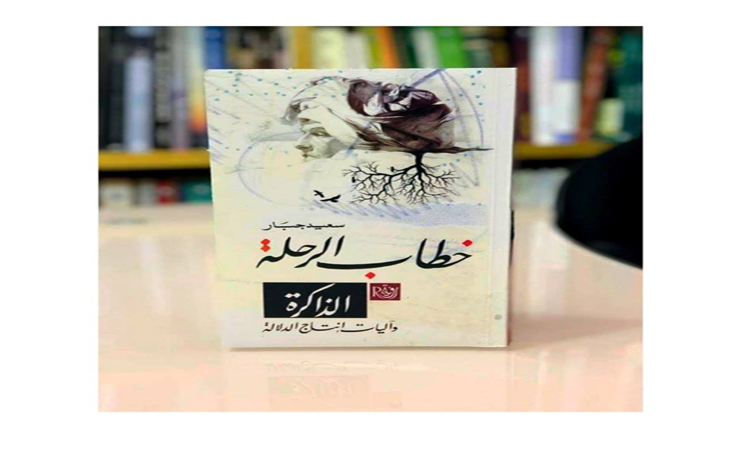 سعيد جبار
خطاب الرحلة
الذاكرة
وآليات إنتاج الدلالة